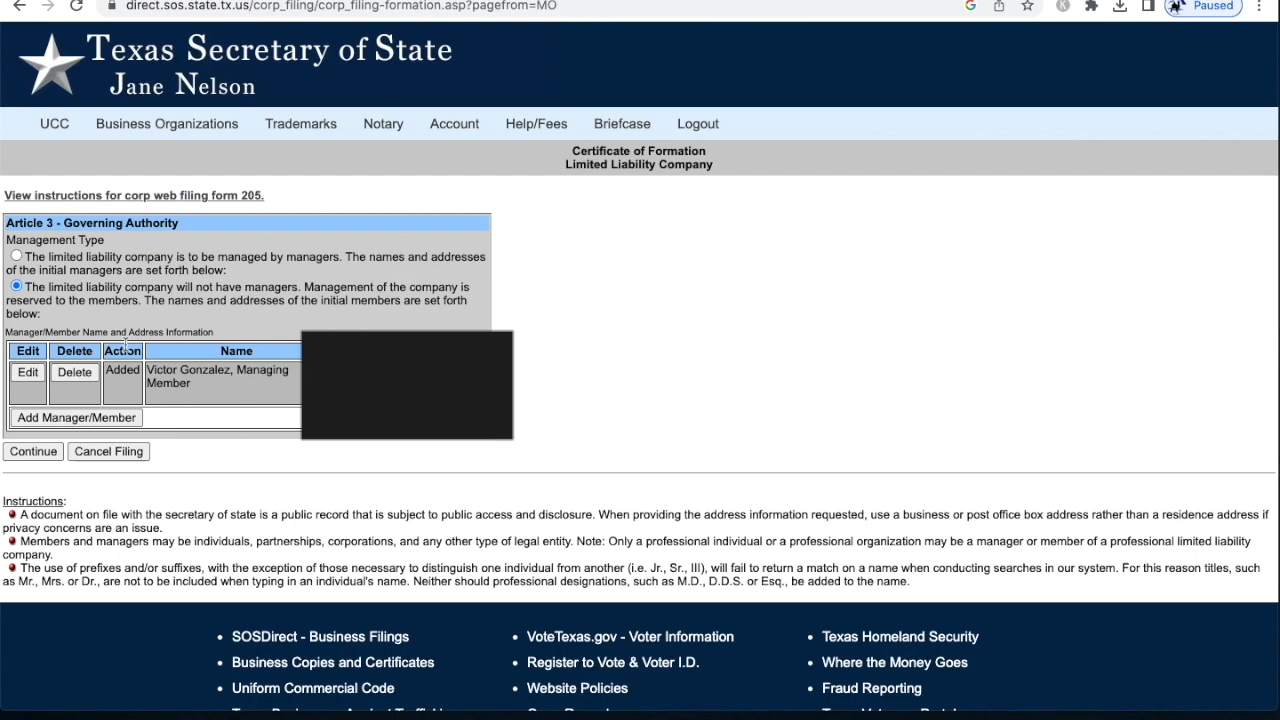 direct.sos.state.tx.us/corp_filing/corp_filing-formation.asp?pagefrom=MO
Paused
Texas Secretary of State
Jane Nelson
UCC Business Organizations Trademarks Notary Account Help/Fees Briefcase Logout
Certificate of Formation
Limited Liability Company
View instructions for corp web filing form 205.
Article 3 - Governing Authority
Management Type
The limited liability company is to be managed by managers. The names and addresses
of the initial managers are set forth below:
The limited liability company will not have managers. Management of the company is
reserved to the members. The names and addresses of the initial members are set forth
below:
Manager/Member Name and Address Information
Edit Delete Action Name
Edit Delete Added Victor Gonzalez, Managing
Member
Add Manager/Member
Continue Cancel Filing
Instructions:
A document on file with the secretary of state is a public record that is subject to public access and disclosure. When providing the address information requested, use a business or post office box address rather than a residence address if
privacy concerns are an issue.
Members and managers may be individuals, partnerships, corporations, and any other type of legal entity. Note: Only a professional individual or a professional organization may be a manager or member of a professional limited liability
company.
The use of prefixes and/or suffixes, with the exception of those necessary to distinguish one individual from another (i.e. Jr., Sr., III), will fail to return a match on a name when conducting searches in our system. For this reason titles, such
as Mr., Mrs. or Dr., are not to be included when typing in an individual's name. Neither should professional designations, such as M.D., D.D.S. or Esq., be added to the name.
SOSDirect - Business Filings
VoteTexas.gov - Voter Information
Texas Homeland Security
Business Copies and Certificates
Register to Vote & Voter I.D.
Where the Money Goes
Uniform Commercial Code
Website Policies
Fraud Reporting